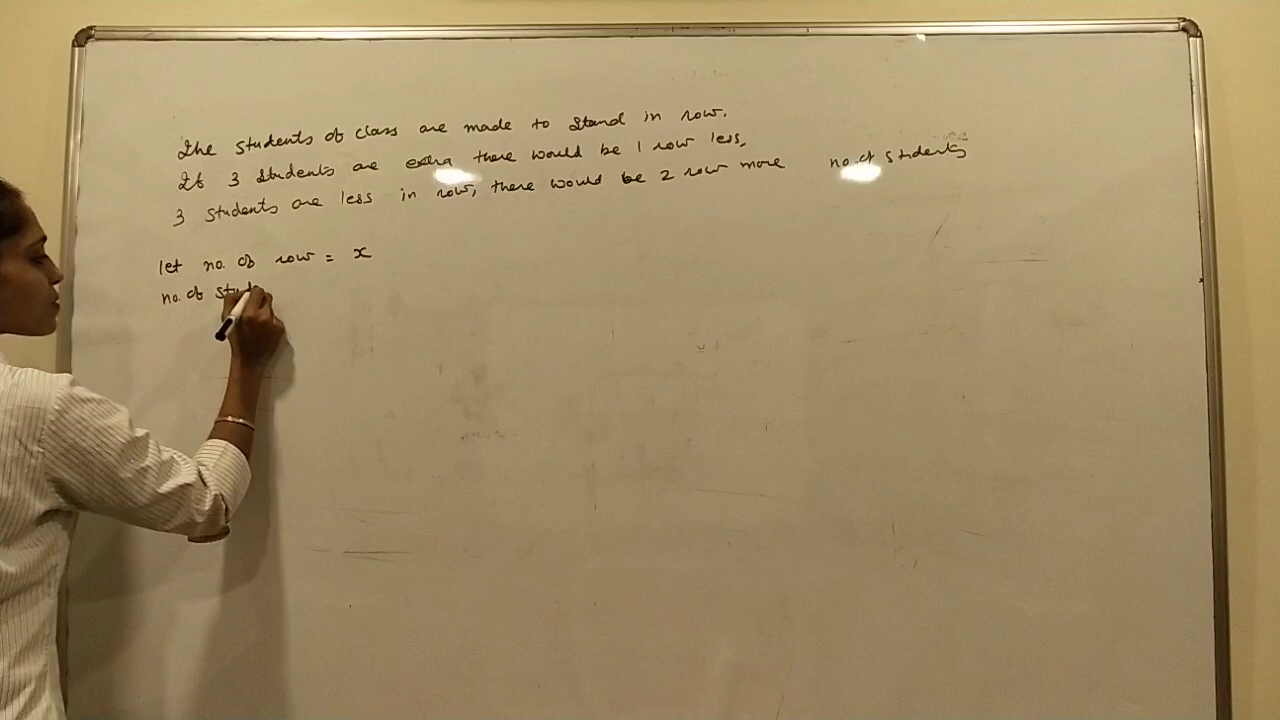 The students of class are made to stand in row.
If 3 students are extra there would be 1 row less,
3 students are less in row, there would be 2 row more no. of students
let no. of row = x
no. of stud